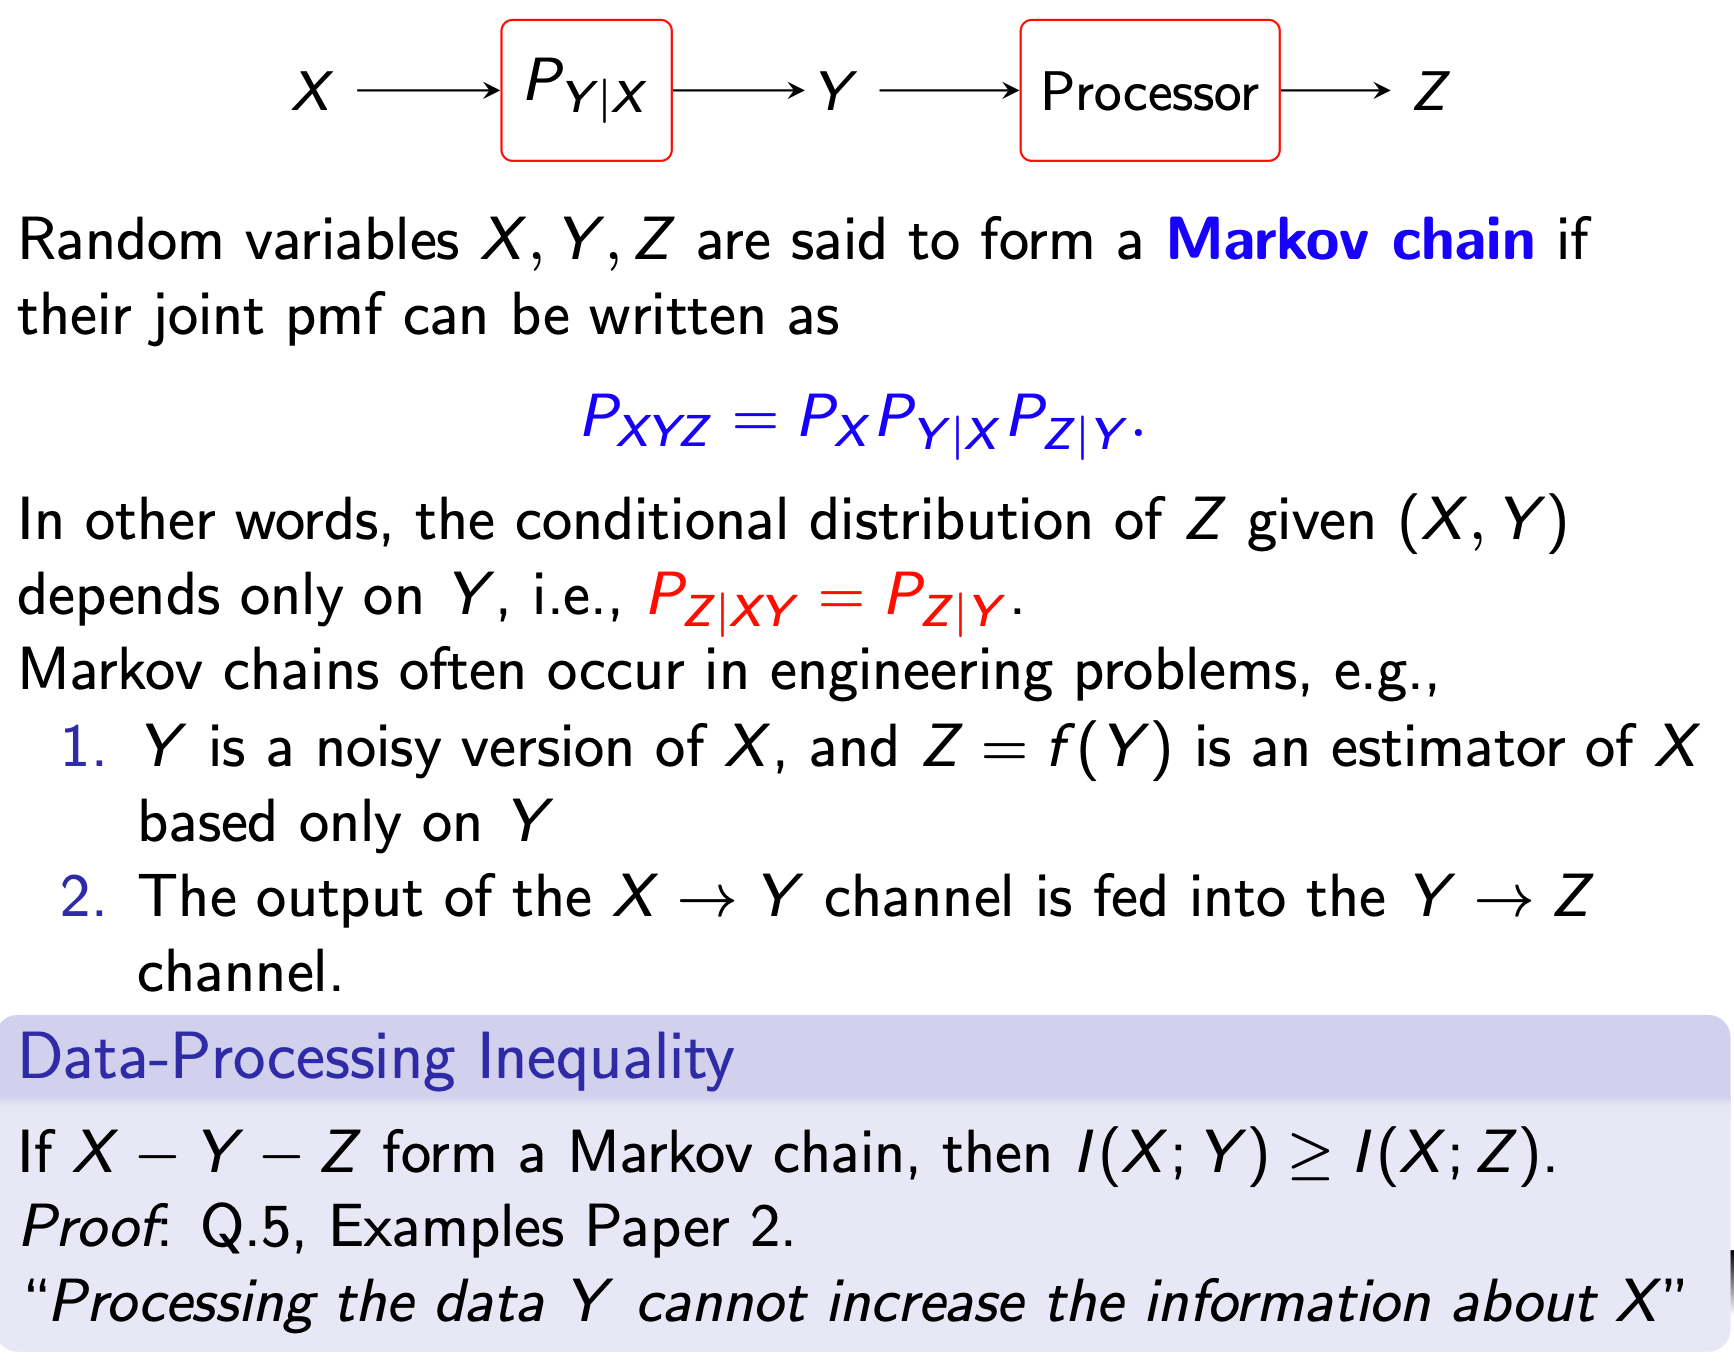 X P_{Y|X} Y Processor Z
Random variables X, Y, Z are said to form a Markov chain if
their joint pmf can be written as
P_{XYZ} = P_X P_{Y|X} P_{Z|Y}.
In other words, the conditional distribution of Z given (X, Y)
depends only on Y, i.e., P_{Z|XY} = P_{Z|Y}.
Markov chains often occur in engineering problems, e.g.,
1. Y is a noisy version of X, and Z = f(Y) is an estimator of X
based only on Y
2. The output of the X → Y channel is fed into the Y → Z
channel.
Data-Processing Inequality
If X − Y − Z form a Markov chain, then I(X; Y) ≥ I(X; Z).
Proof: Q.5, Examples Paper 2.
“Processing the data Y cannot increase the information about X”